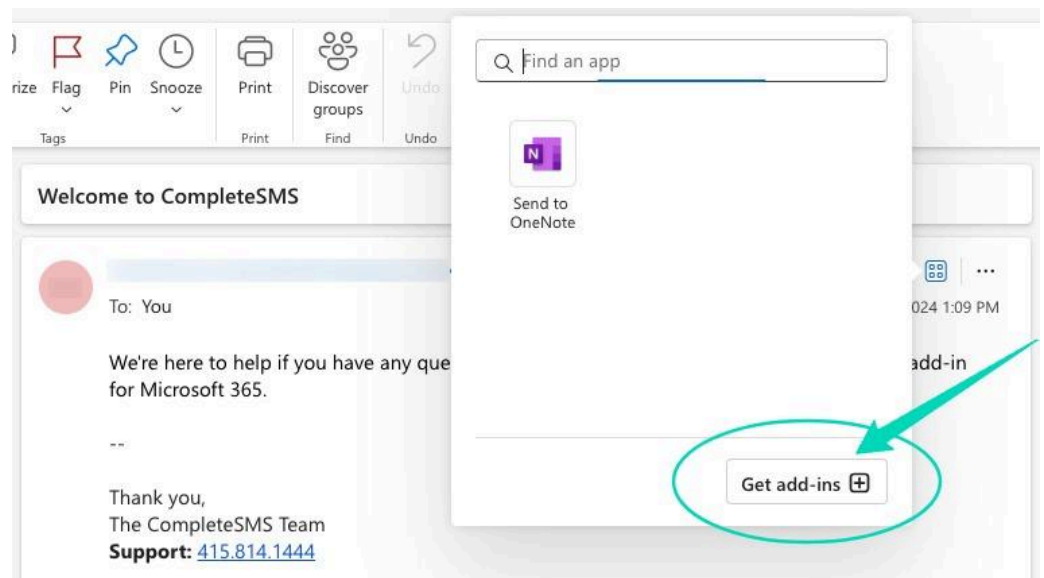 rize Flag Pin Snooze Print Discover groups Undo
Tags Print Find Undo
Find an app
N
Send to
OneNote
Welcome to CompleteSMS
To: You
024 1:09 PM
We're here to help if you have any que
add-in
for Microsoft 365.
--
Get add-ins
Thank you,
The CompleteSMS Team
Support: 415.814.1444